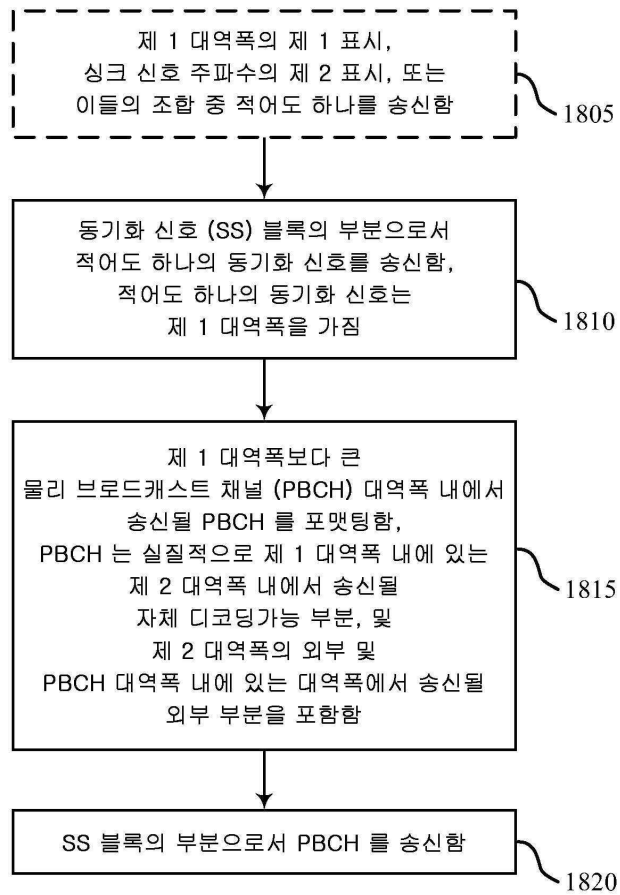 제 1 대역폭의 제 1 표시,
싱크 신호 주파수의 제 2 표시, 또는
이들의 조합 중 적어도 하나를 송신함
1805
동기화 신호 (SS) 블록의 부분으로서
적어도 하나의 동기화 신호를 송신함,
적어도 하나의 동기화 신호는
제 1 대역폭을 가짐
1810
제 1 대역폭보다 큰
물리 브로드캐스트 채널 (PBCH) 대역폭 내에서
송신될 PBCH 를 포맷팅함,
PBCH 는 실질적으로 제 1 대역폭 내에 있는
제 2 대역폭 내에서 송신될
자체 디코딩가능 부분, 및
제 2 대역폭의 외부 및
PBCH 대역폭 내에 있는 대역폭에서 송신될
외부 부분을 포함함
1815
SS 블록의 부분으로서 PBCH 를 송신함
1820